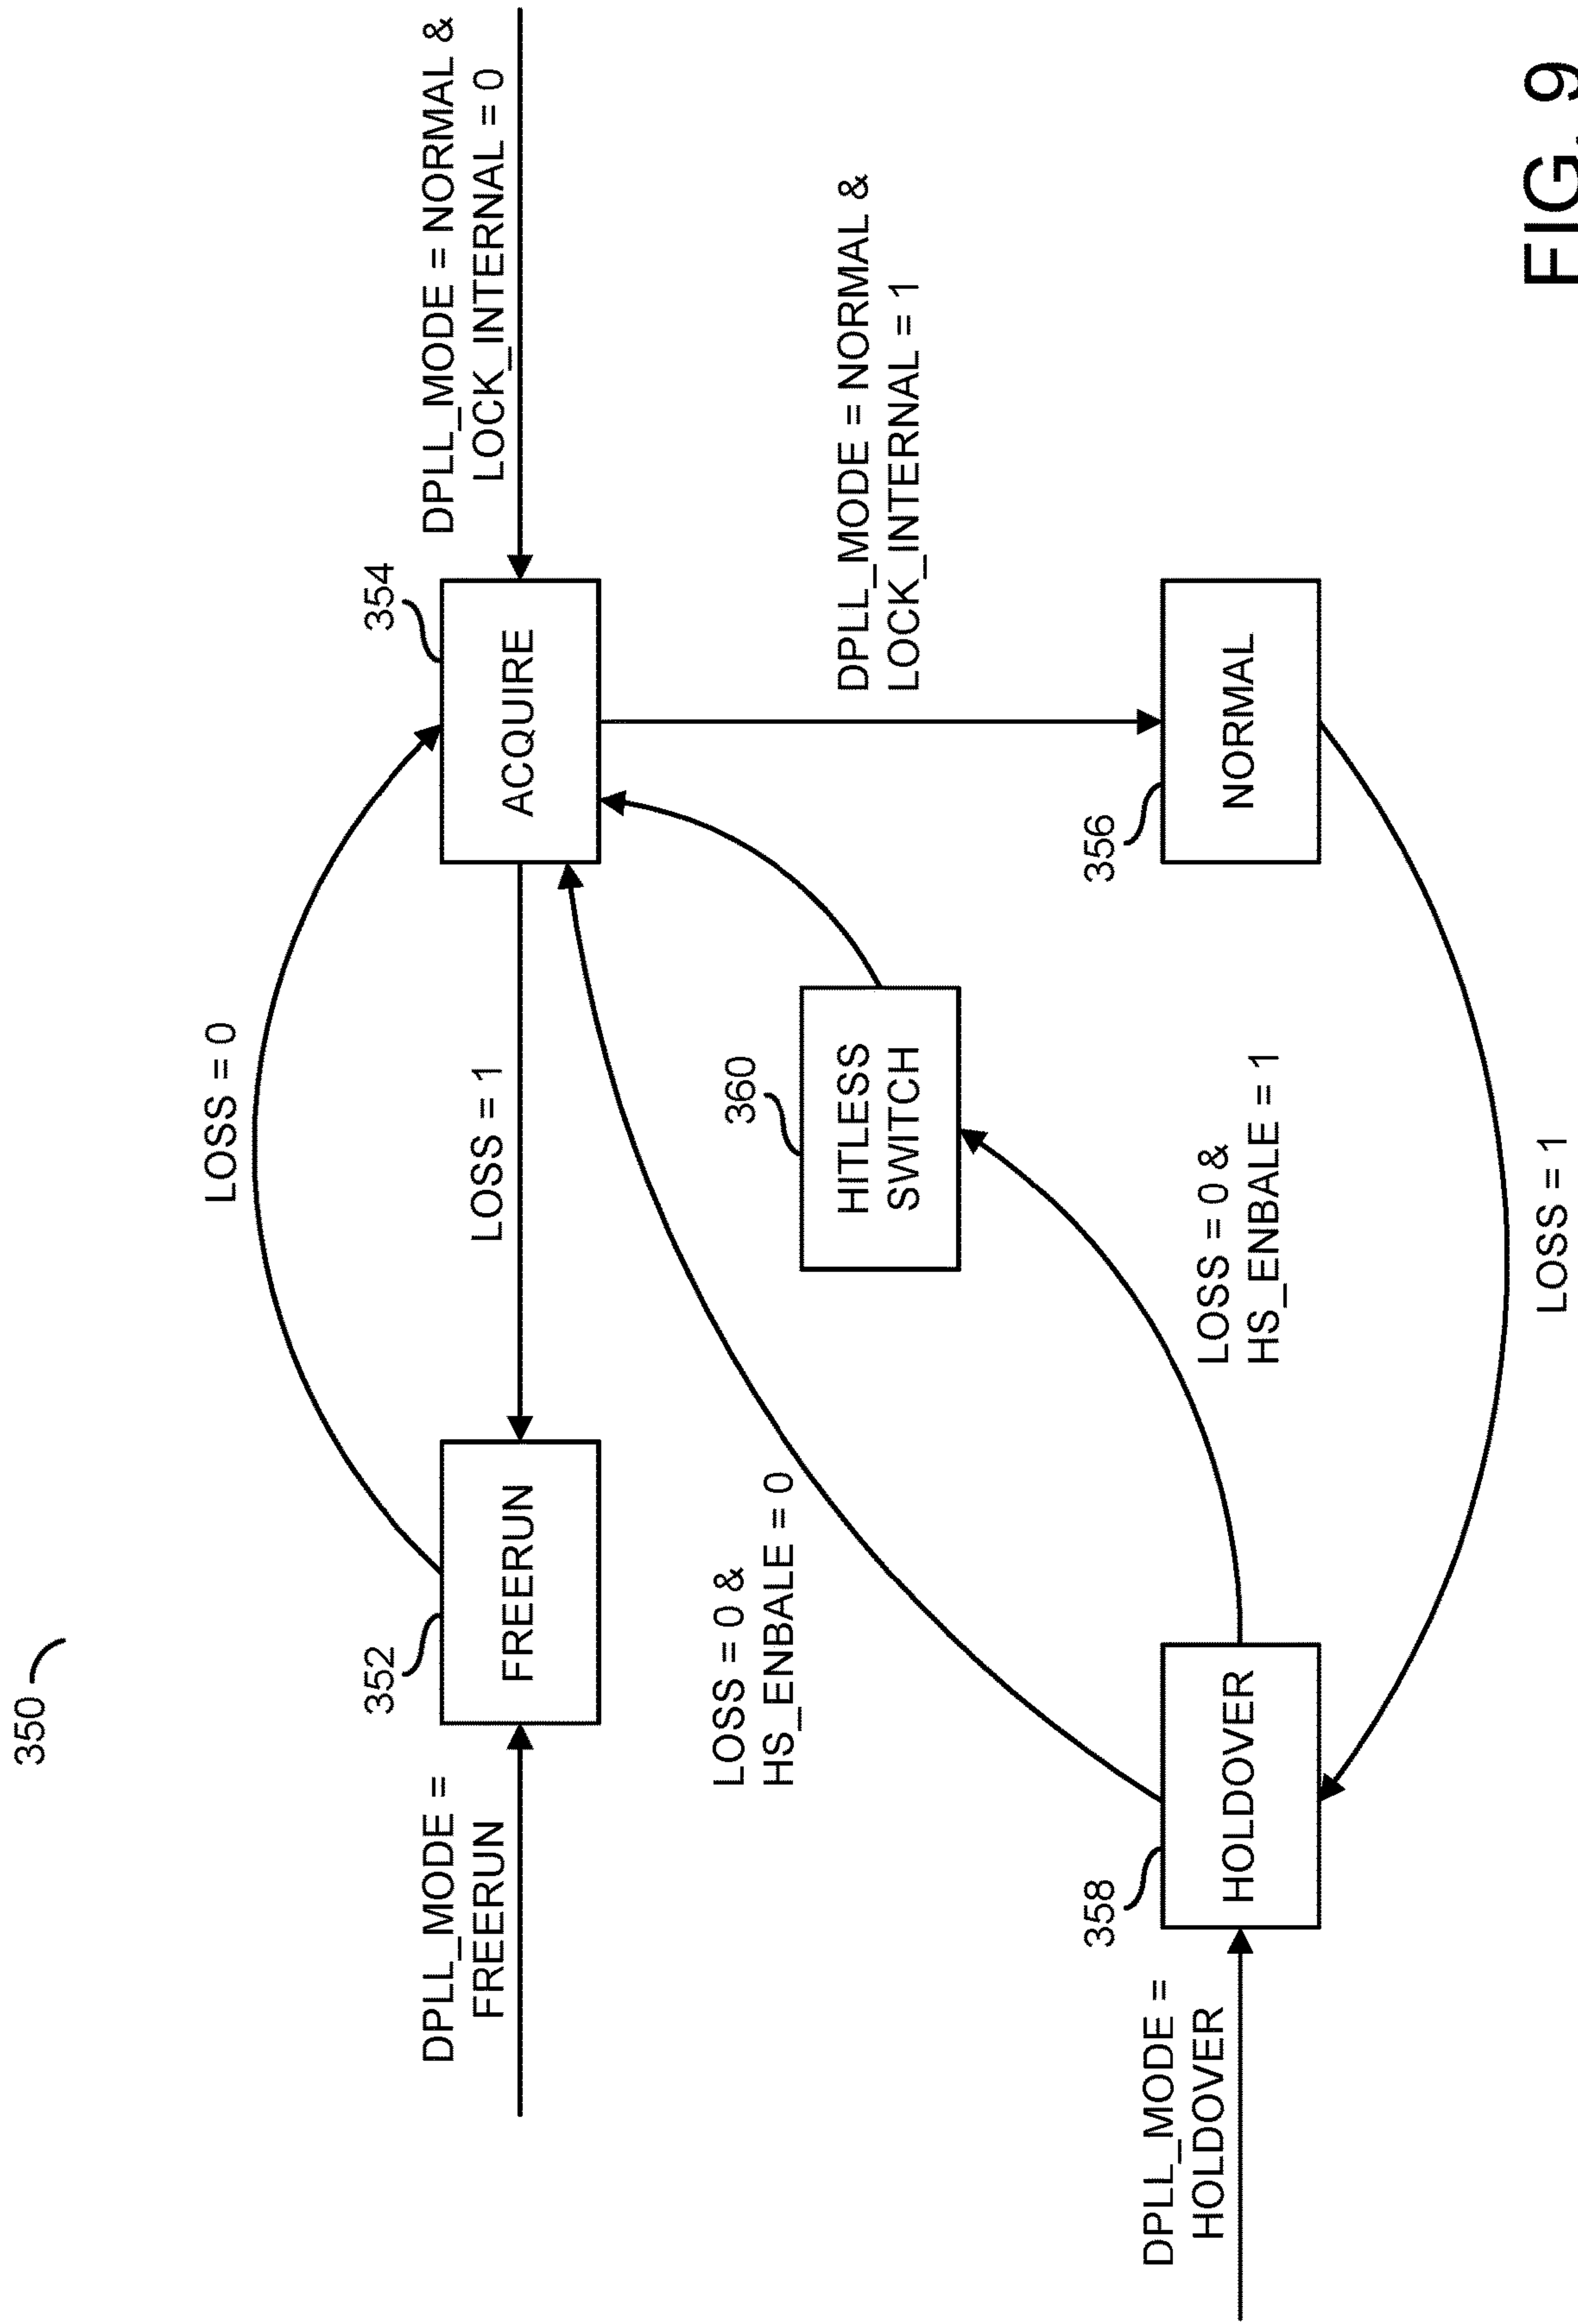 350
LOSS = 0
DPLL_MODE =
FREERUN
352
FREERUN
LOSS = 1
354
ACQUIRE
DPLL_MODE = NORMAL &
LOCK_INTERNAL = 0
LOSS = 0 &
HS_ENBALE = 0
360
HITLESS
SWITCH
DPLL_MODE = NORMAL &
LOCK_INTERNAL = 1
DPLL_MODE =
HOLDOVER
358
HOLDOVER
LOSS = 0 &
HS_ENBALE = 1
356
NORMAL
LOSS = 1
FIG. 9